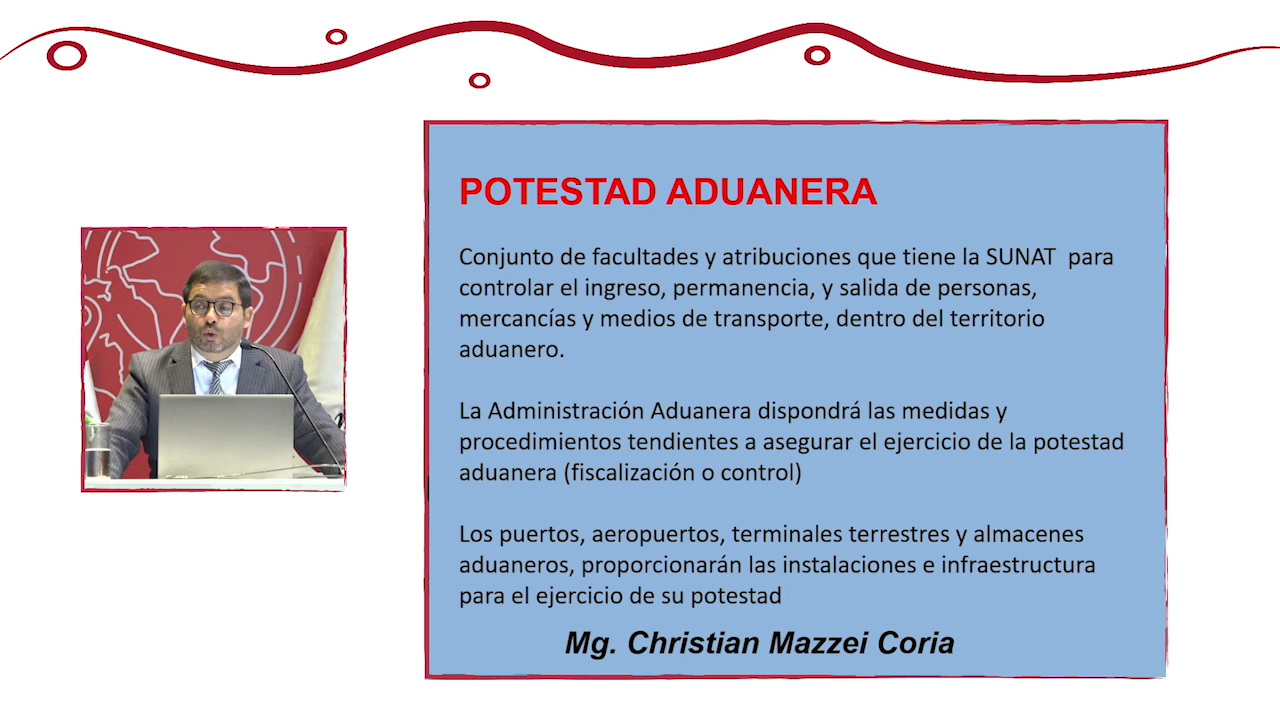 POTESTAD ADUANERA
Conjunto de facultades y atribuciones que tiene la SUNAT para
controlar el ingreso, permanencia, y salida de personas,
mercancías y medios de transporte, dentro del territorio
aduanero.
La Administración Aduanera dispondrá las medidas y
procedimientos tendientes a asegurar el ejercicio de la potestad
aduanera (fiscalización o control)
Los puertos, aeropuertos, terminales terrestres y almacenes
aduaneros, proporcionarán las instalaciones e infraestructura
para el ejercicio de su potestad
Mg. Christian Mazzei Coria